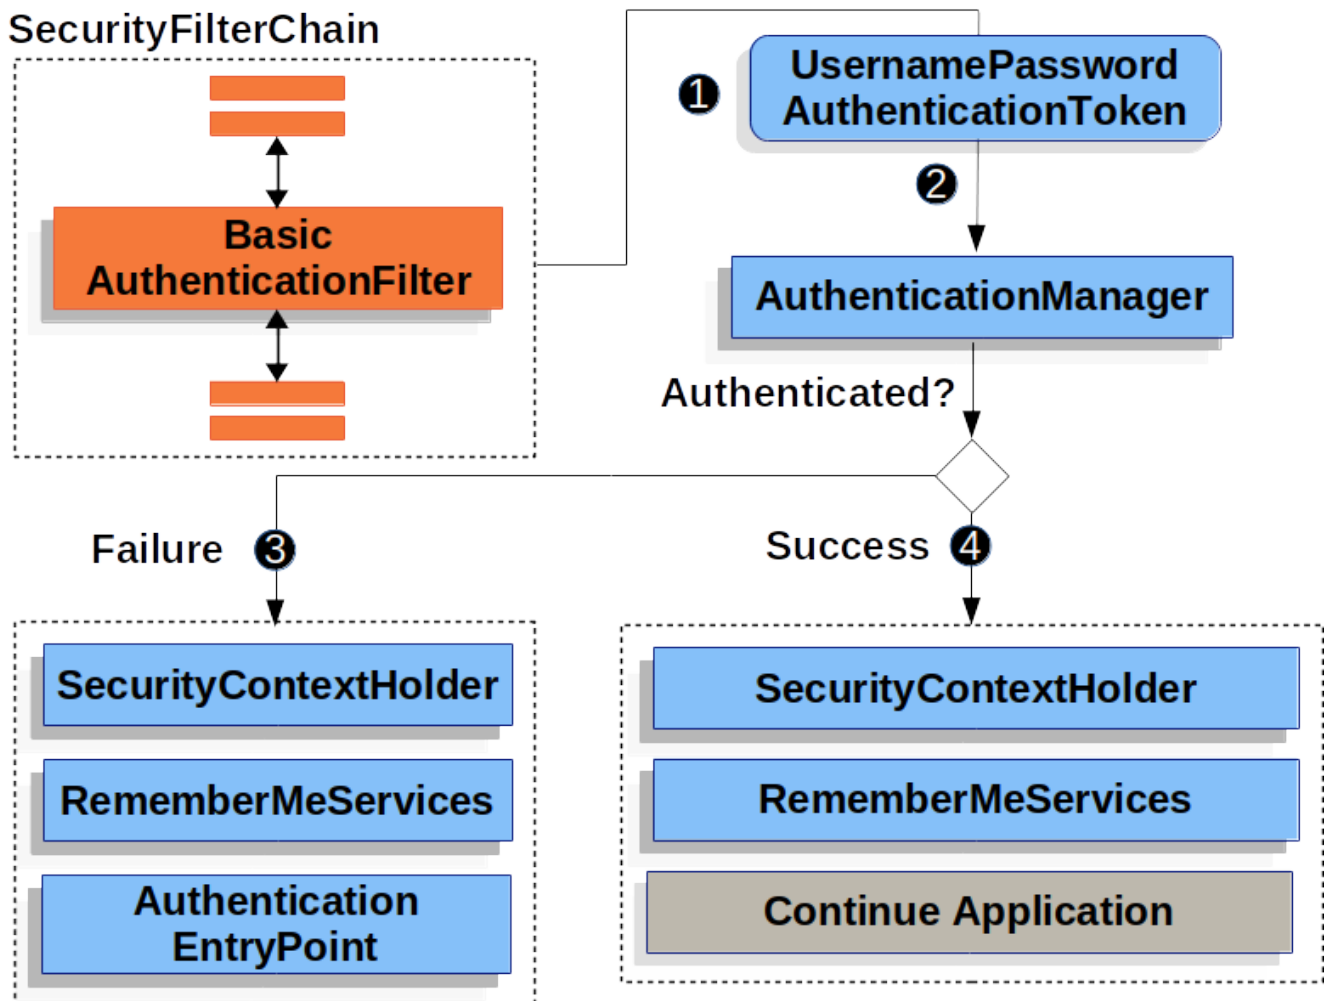 SecurityFilterChain
Basic
AuthenticationFilter
1
UsernamePassword
AuthenticationToken
2
AuthenticationManager
Authenticated?
Failure
3
Success
4
SecurityContextHolder
RememberMeServices
Authentication
EntryPoint
SecurityContextHolder
RememberMeServices
Continue Application